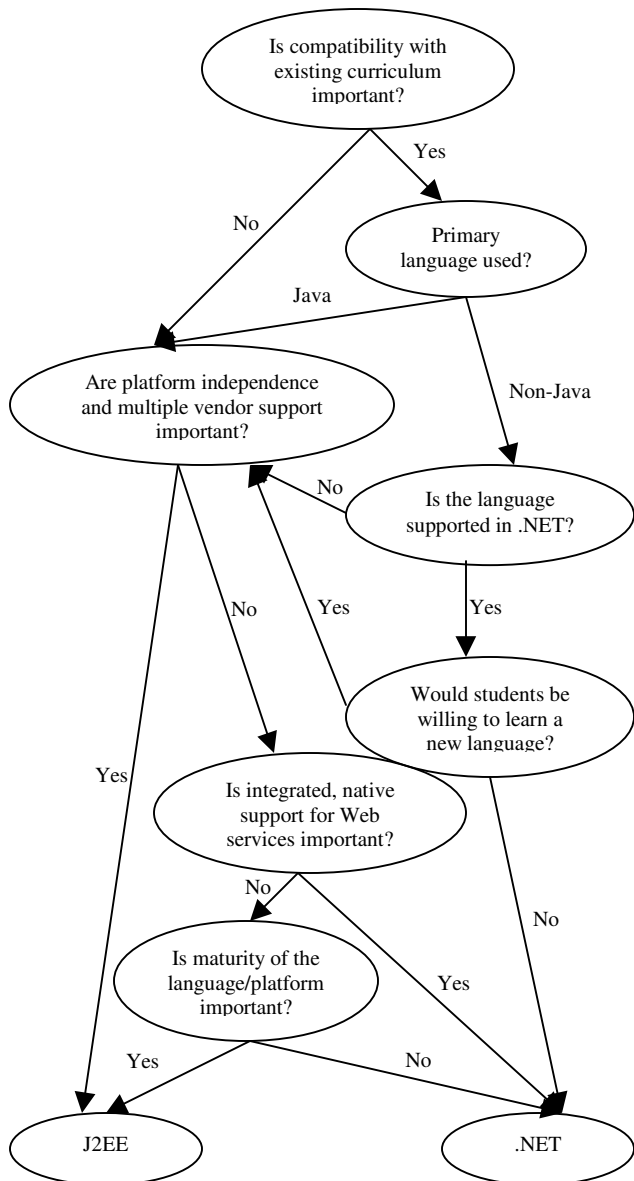 Is compatibility with
existing curriculum
important?
Yes
No
Primary
language used?
Java
Are platform independence
and multiple vendor support
important?
Non-Java
No
Is the language
supported in .NET?
No
Yes
Yes
Would students be
willing to learn a
new language?
Yes
Is integrated, native
support for Web
services important?
No
No
Is maturity of the
language/platform
important?
Yes
Yes
No
J2EE
.NET